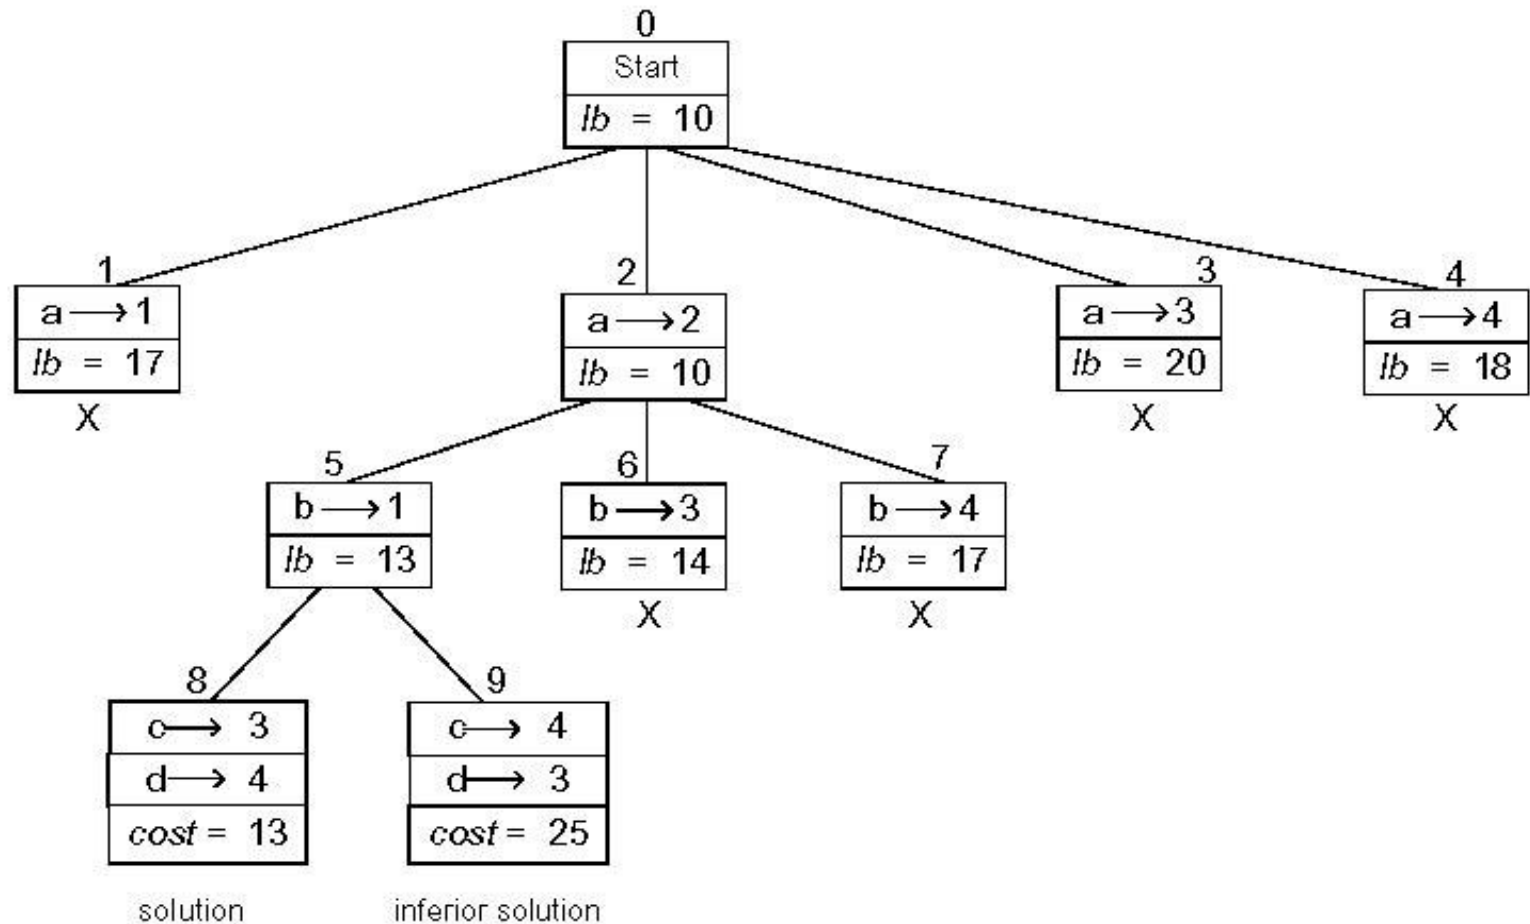 0
Start
lb = 10
1
2
3
4
a → 1
a → 2
a → 3
a → 4
lb = 17
lb = 10
lb = 20
lb = 18
X
X
X
5
6
7
b → 1
b → 3
b → 4
lb = 13
lb = 14
lb = 17
X
X
8
9
c → 3
c → 4
d → 4
d → 3
cost = 13
cost = 25
solution
inferior solution